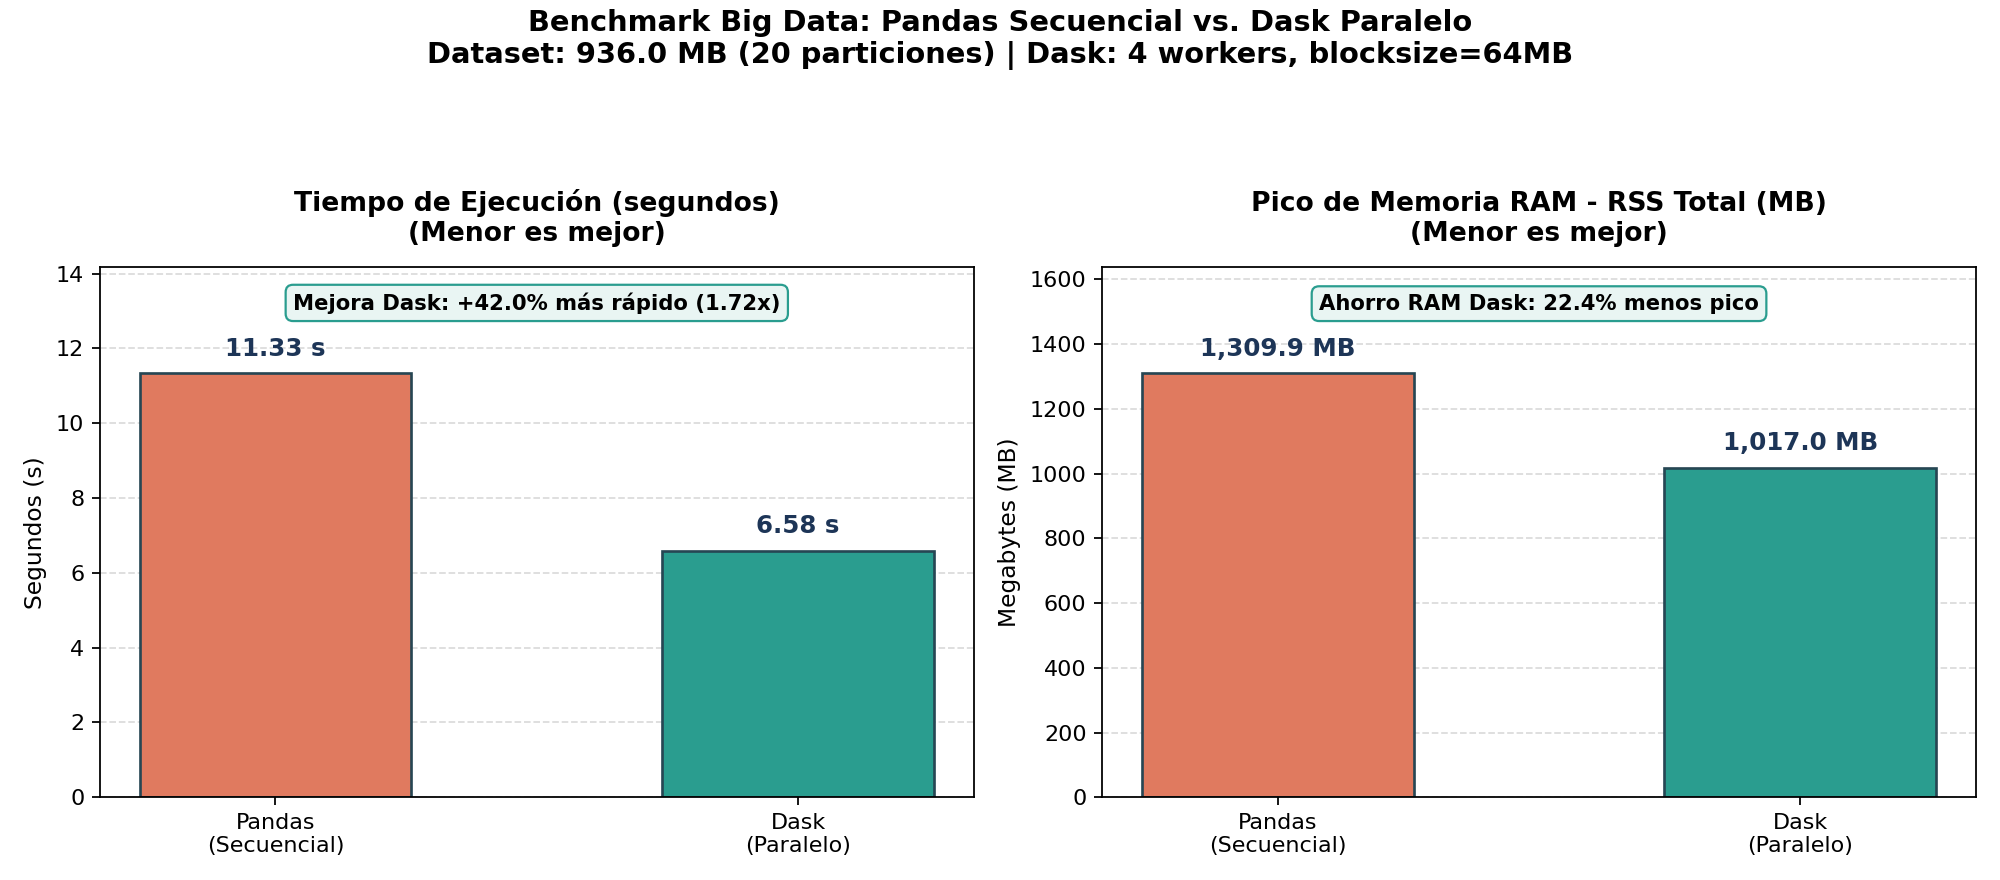 Benchmark Big Data: Pandas Secuencial vs. Dask Paralelo
Dataset: 936.0 MB (20 particiones) | Dask: 4 workers, blocksize=64MB
Tiempo de Ejecución (segundos)
(Menor es mejor)
Segundos (s)
14
12
10
8
6
4
2
0
Mejora Dask: +42.0% más rápido (1.72x)
11.33 s
6.58 s
Pandas
(Secuencial)
Dask
(Paralelo)
Pico de Memoria RAM - RSS Total (MB)
(Menor es mejor)
Megabytes (MB)
1600
1400
1200
1000
800
600
400
200
0
Ahorro RAM Dask: 22.4% menos pico
1,309.9 MB
1,017.0 MB
Pandas
(Secuencial)
Dask
(Paralelo)